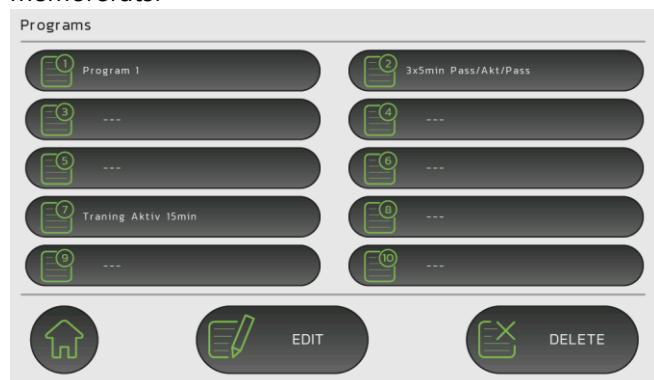 Programs
1 Program 1
2 3x5min Pass/Akt/Pass
3 ---
4 ---
5 ---
6 ---
7 Traning Aktiv 15min
8 ---
9 ---
10 ---
EDIT
DELETE